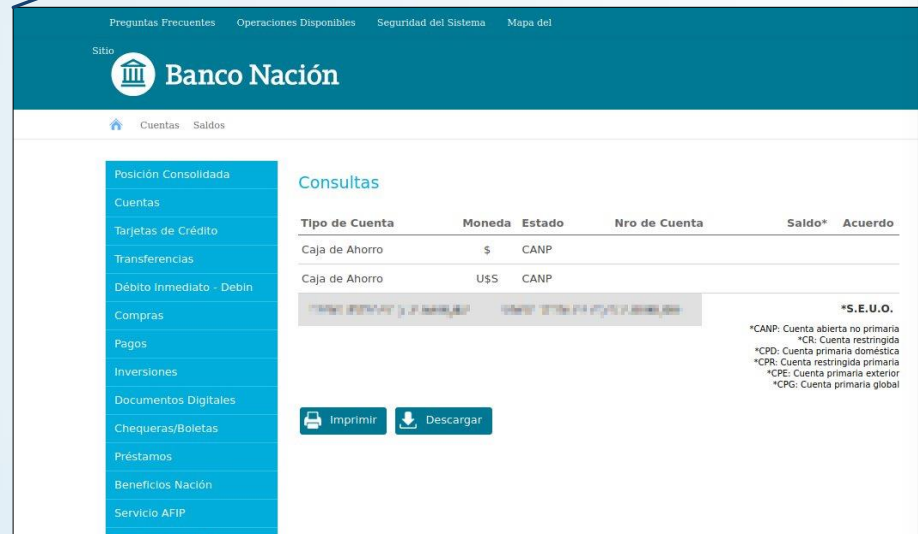 Preguntas Frecuentes Operaciones Disponibles Seguridad del Sistema Mapa del
Sitio
Banco Nación
Cuentas Saldos
Posición Consolidada
Cuentas
Tarjetas de Crédito
Transferencias
Débito Inmediato - Debin
Compras
Pagos
Inversiones
Documentos Digitales
Chequeras/Boletas
Préstamos
Beneficios Nación
Servicio AFIP
Consultas
Tipo de Cuenta Moneda Estado Nro de Cuenta Saldo* Acuerdo
Caja de Ahorro $ CANP
Caja de Ahorro U$S CANP
*S.E.U.O.
*CANP: Cuenta abierta no primaria
*CR: Cuenta restringida
*CPD: Cuenta primaria doméstica
*CPR: Cuenta restringida primaria
*CPE: Cuenta primaria exterior
*CPG: Cuenta primaria global
Imprimir Descargar